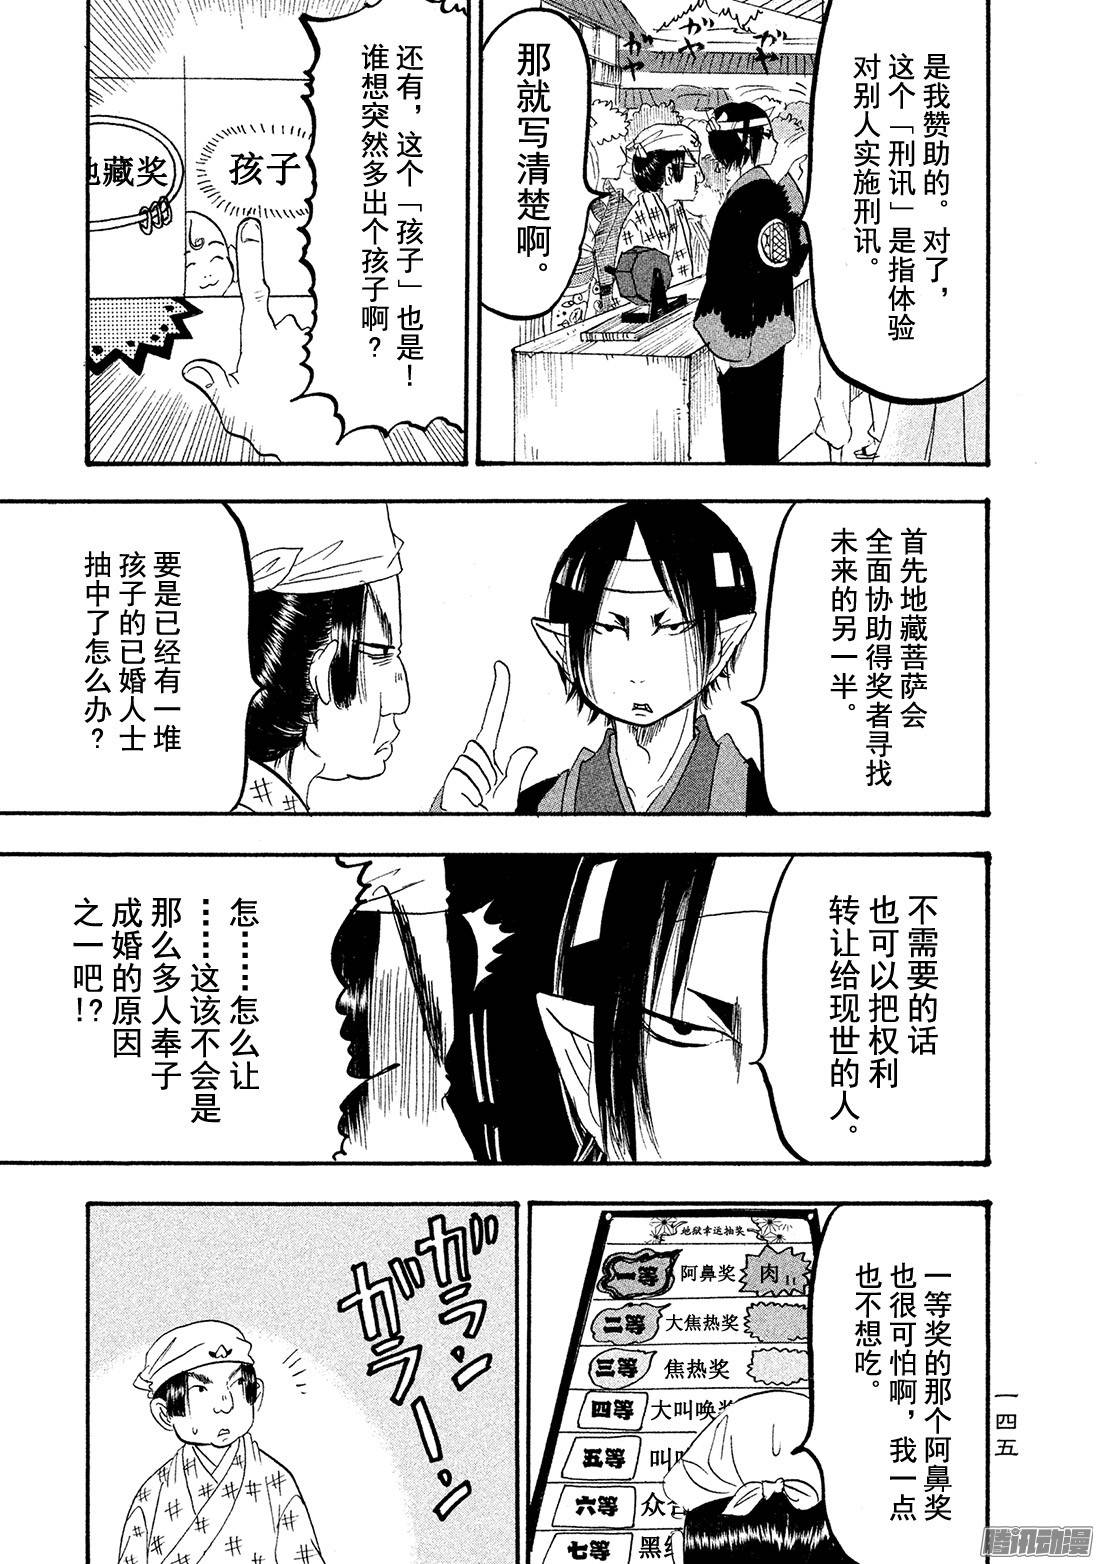 是我赞助的。对了，
这个「刑讯」是指体验
对别人实施刑讯。
ガヤ
ガヤ
ガヤ
那就写清楚啊。
还有，这个「孩子」也是！
谁想突然多出个孩子啊？
孩子
地藏奖
首先地藏菩萨会
全面协助得奖者寻找
未来的另一半。
要是已经有一堆
孩子的已婚人士
抽中了怎么办？
不需要的话
也可以把权利
转让给现世的人。
怎………怎么让
………这该不会是
那么多人奉子
成婚的原因
之一吧！？
一等奖的那个阿鼻奖
也很可怕啊，我一点
也不想吃。
地狱幸运抽奖
一等 阿鼻奖 肉 1t
二等 大焦热奖
三等 焦热奖
四等 大叫唤奖
五等 叫
六等 众
七等 黑
ガラン
ガラーン
一四五
腾讯动漫